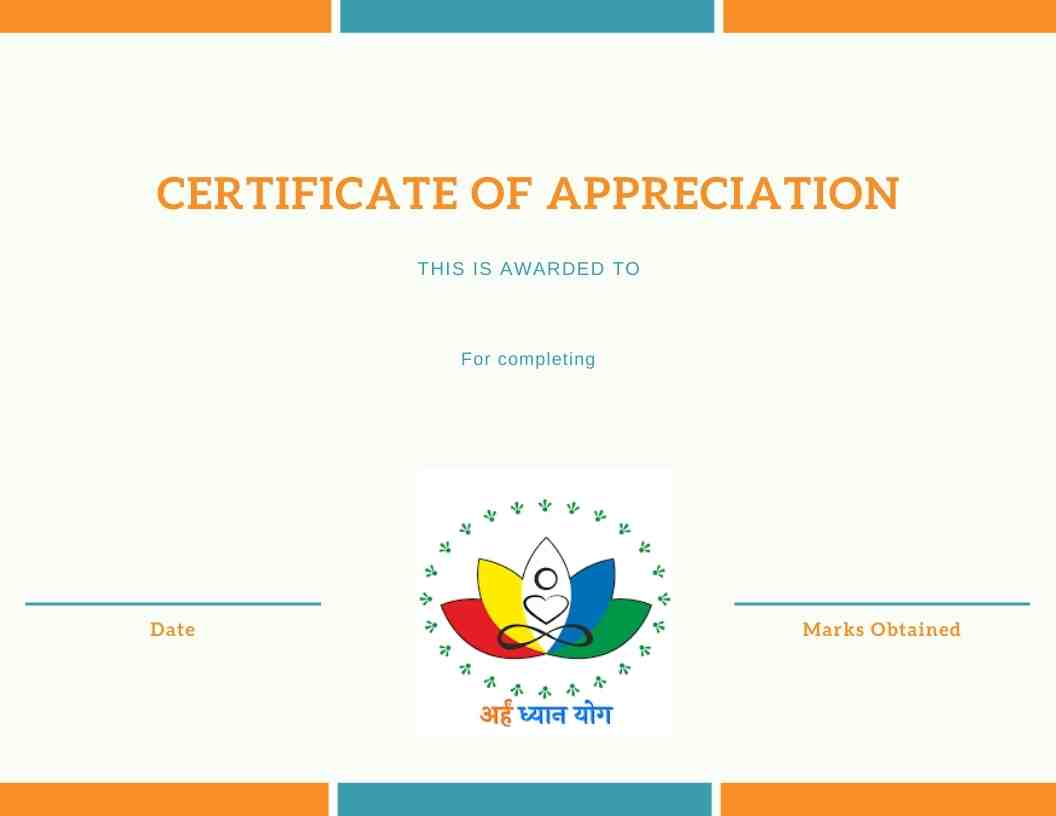 CERTIFICATE OF APPRECIATION
THIS IS AWARDED TO
For completing
Date
Marks Obtained
अर्हं ध्यान योग